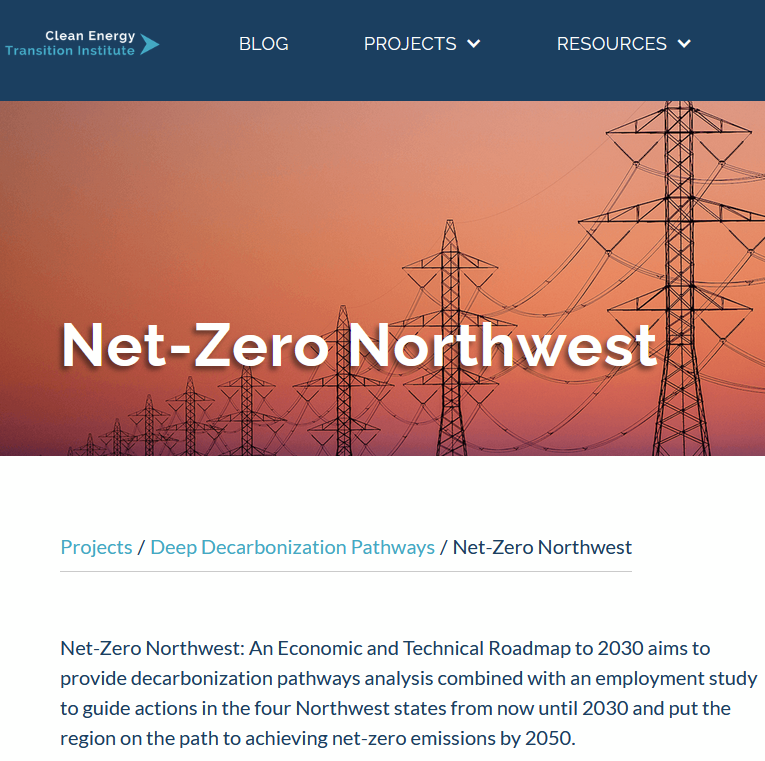 Clean Energy
Transition Institute
BLOG
PROJECTS
RESOURCES
Net-Zero Northwest
Projects / Deep Decarbonization Pathways / Net-Zero Northwest
Net-Zero Northwest: An Economic and Technical Roadmap to 2030 aims to
provide decarbonization pathways analysis combined with an employment study
to guide actions in the four Northwest states from now until 2030 and put the
region on the path to achieving net-zero emissions by 2050.